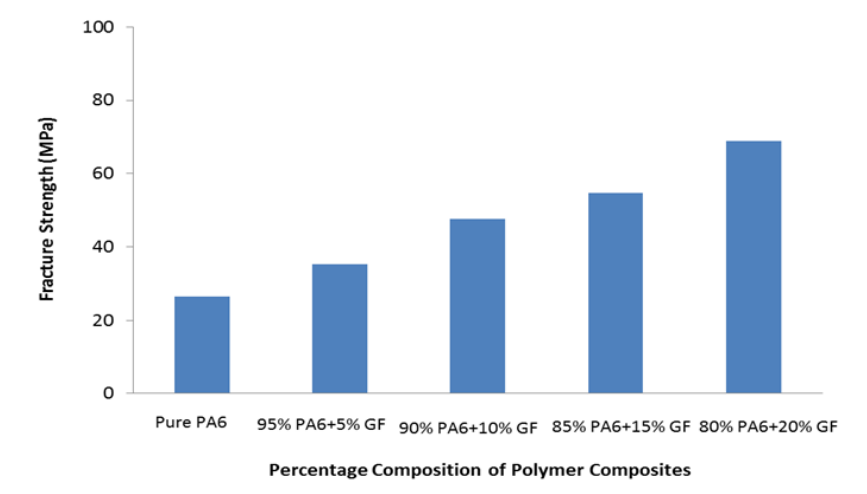 100
80
60
40
20
0
Fracture Strength (MPa)
Pure PA6
95% PA6+5% GF
90% PA6+10% GF
85% PA6+15% GF
80% PA6+20% GF
Percentage Composition of Polymer Composites